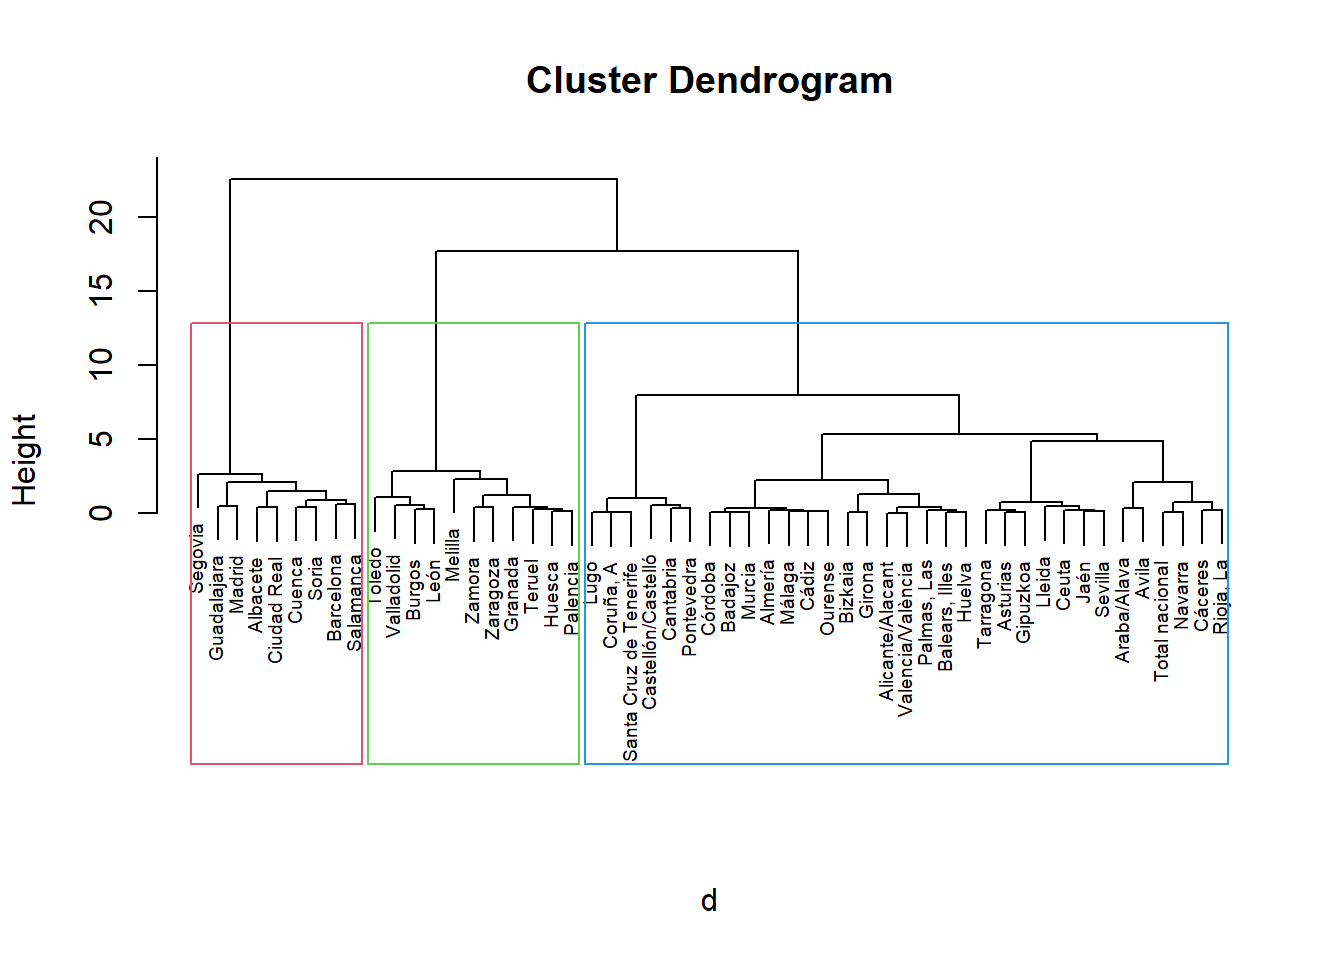 Cluster Dendrogram
Height
20
15
10
5
0
Segovia
Guadalajara
Madrid
Albacete
Ciudad Real
Cuenca
Soria
Barcelona
Salamanca
Toledo
Valladolid
Burgos
León
Melilla
Zamora
Zaragoza
Granada
Teruel
Huesca
Palencia
Lugo
Coruña, A
Santa Cruz de Tenerife
Castellón/Castelló
Cantabria
Pontevedra
Córdoba
Badajoz
Murcia
Almería
Málaga
Cádiz
Ourense
Bizkaia
Girona
Alicante/Alacant
Valencia/València
Palmas, Las
Balears, Illes
Huelva
Tarragona
Asturias
Gipuzkoa
Lleida
Ceuta
Jaén
Sevilla
Araba/Alava
Avila
Total nacional
Navarra
Cáceres
Rioja, La
d